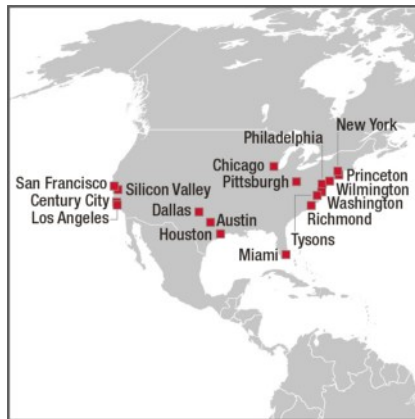 New York
Philadelphia
Chicago
Pittsburgh
Princeton
Wilmington
Washington
Richmond
San Francisco
Silicon Valley
Century City
Los Angeles
Dallas
Austin
Houston
Tysons
Miami